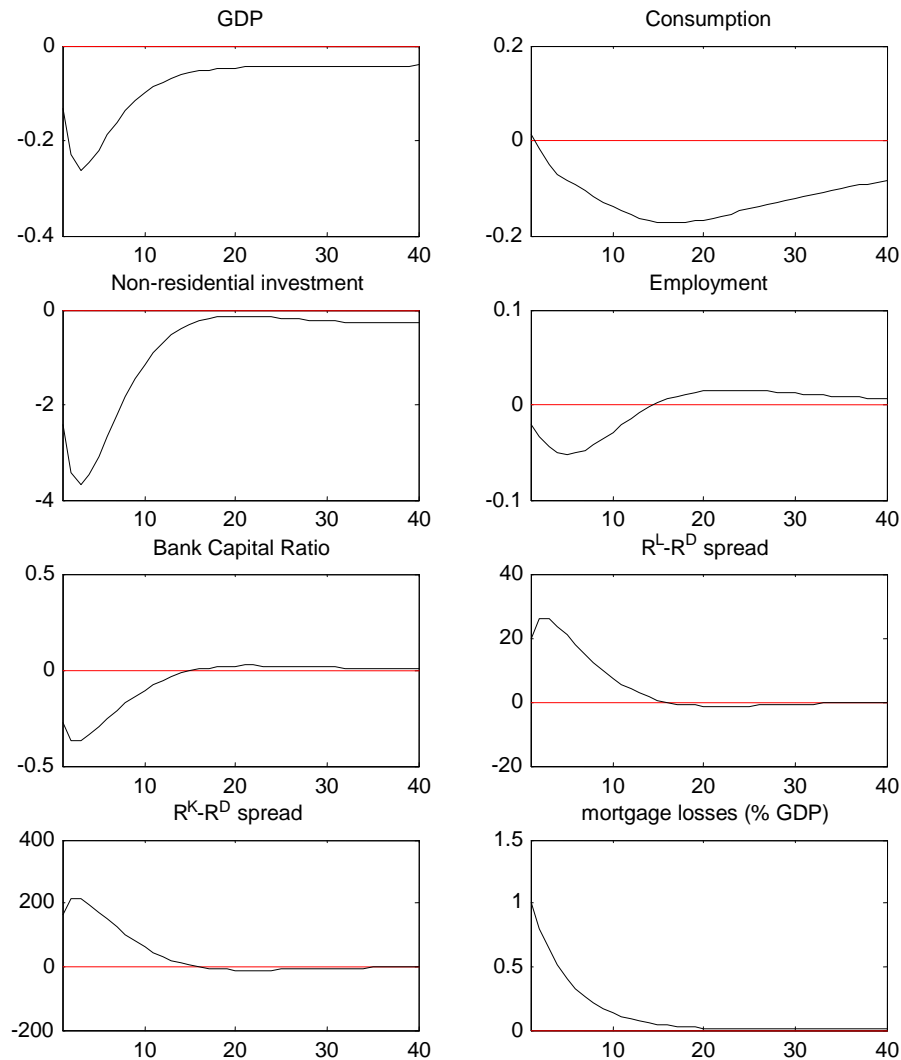 GDP
0
-0.2
-0.4
10 20 30 40
Consumption
0.2
0
-0.2
10 20 30 40
Non-residential investment
0
-2
-4
10 20 30 40
Employment
0.1
0
-0.1
10 20 30 40
Bank Capital Ratio
0.5
0
-0.5
10 20 30 40
R^L-R^D spread
40
20
0
-20
10 20 30 40
R^K-R^D spread
400
200
0
-200
10 20 30 40
mortgage losses (% GDP)
1.5
1
0.5
0
10 20 30 40